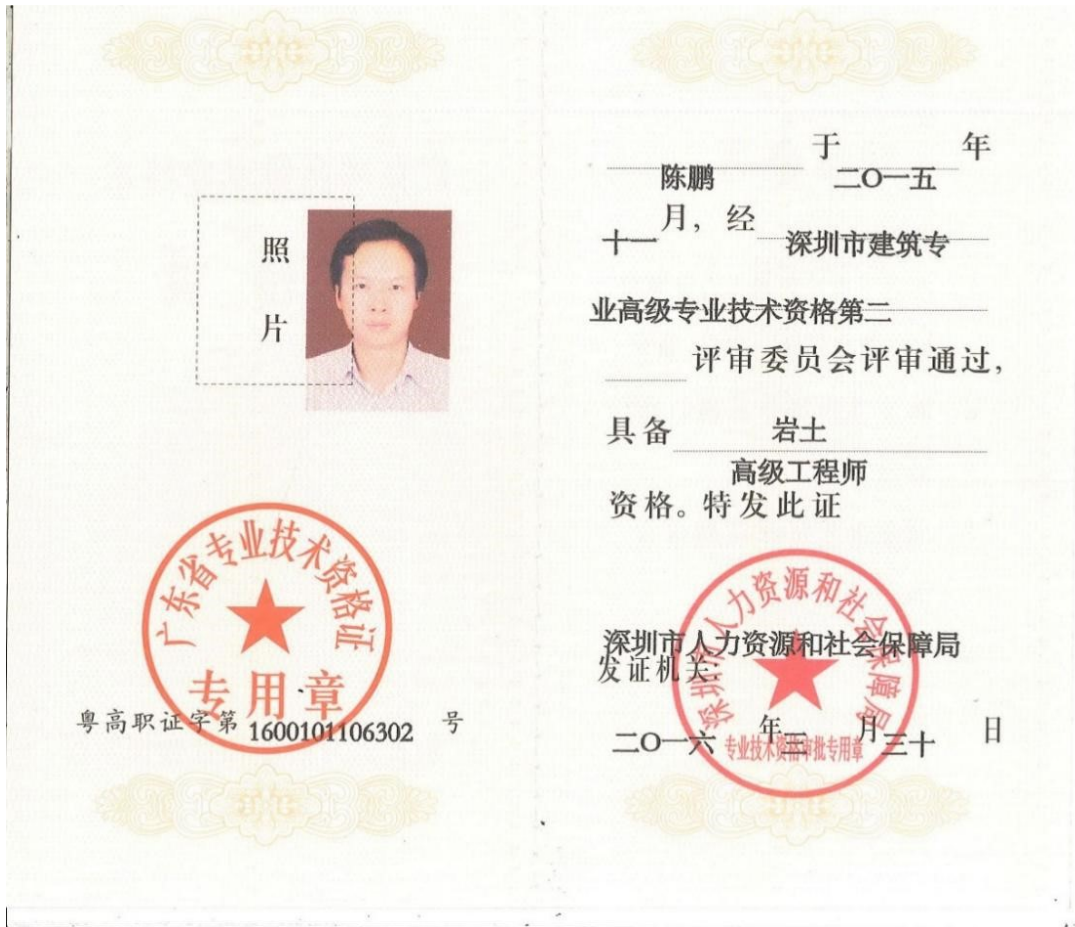 照
片
广东省专业技术资格证
专用章
粤高职证字第 1600101106302 号
陈鹏 于 二O一五 年
十一 月，经 深圳市建筑专
业高级专业技术资格第二
评审委员会评审通过，
具备 岩土
高级工程师
资格。特发此证
深圳市人力资源和社会保障局
深圳市人力资源和社会保障局
发证机关：
二O一六 年 三 月 三十 日
专业技术资格审批专用章